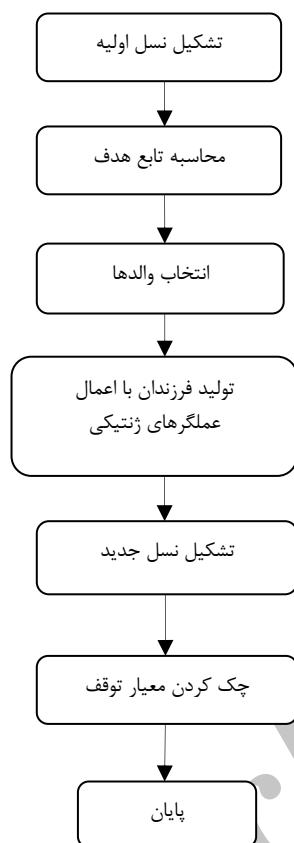 تشکیل نسل اولیه
محاسبه تابع هدف
انتخاب والدها
تولید فرزندان با اعمال
عملگرهای ژنتیکی
تشکیل نسل جدید
چک کردن معیار توقف
پایان